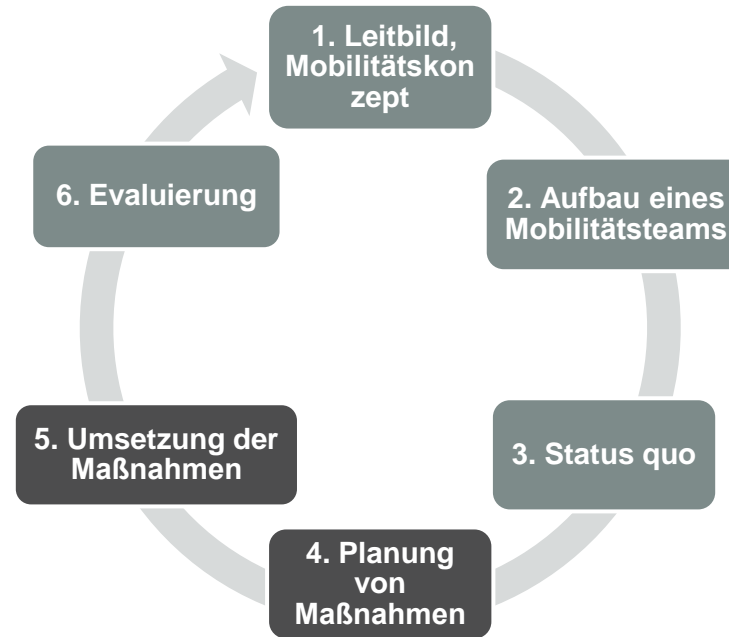 1. Leitbild,
Mobilitätskon
zept
2. Aufbau eines
Mobilitätsteams
3. Status quo
4. Planung
von
Maßnahmen
5. Umsetzung der
Maßnahmen
6. Evaluierung